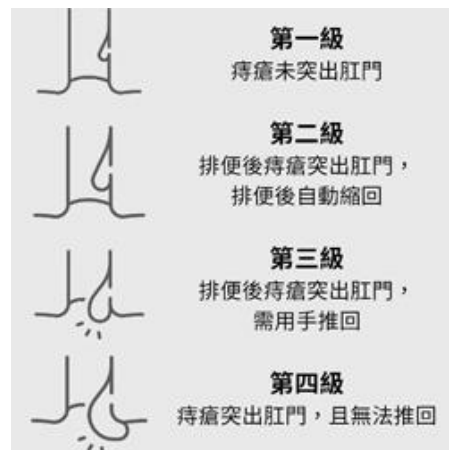 第一級
痔瘡未突出肛門
第二級
排便後痔瘡突出肛門，
排便後自動縮回
第三級
排便後痔瘡突出肛門，
需用手推回
第四級
痔瘡突出肛門，且無法推回